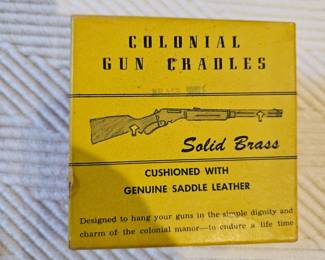 COLONIAL
GUN CRADLES
Solid Brass
CUSHIONED WITH
GENUINE SADDLE LEATHER
Designed to hang your guns in the simple dignity and
charm of the colonial manor—to endure a life time